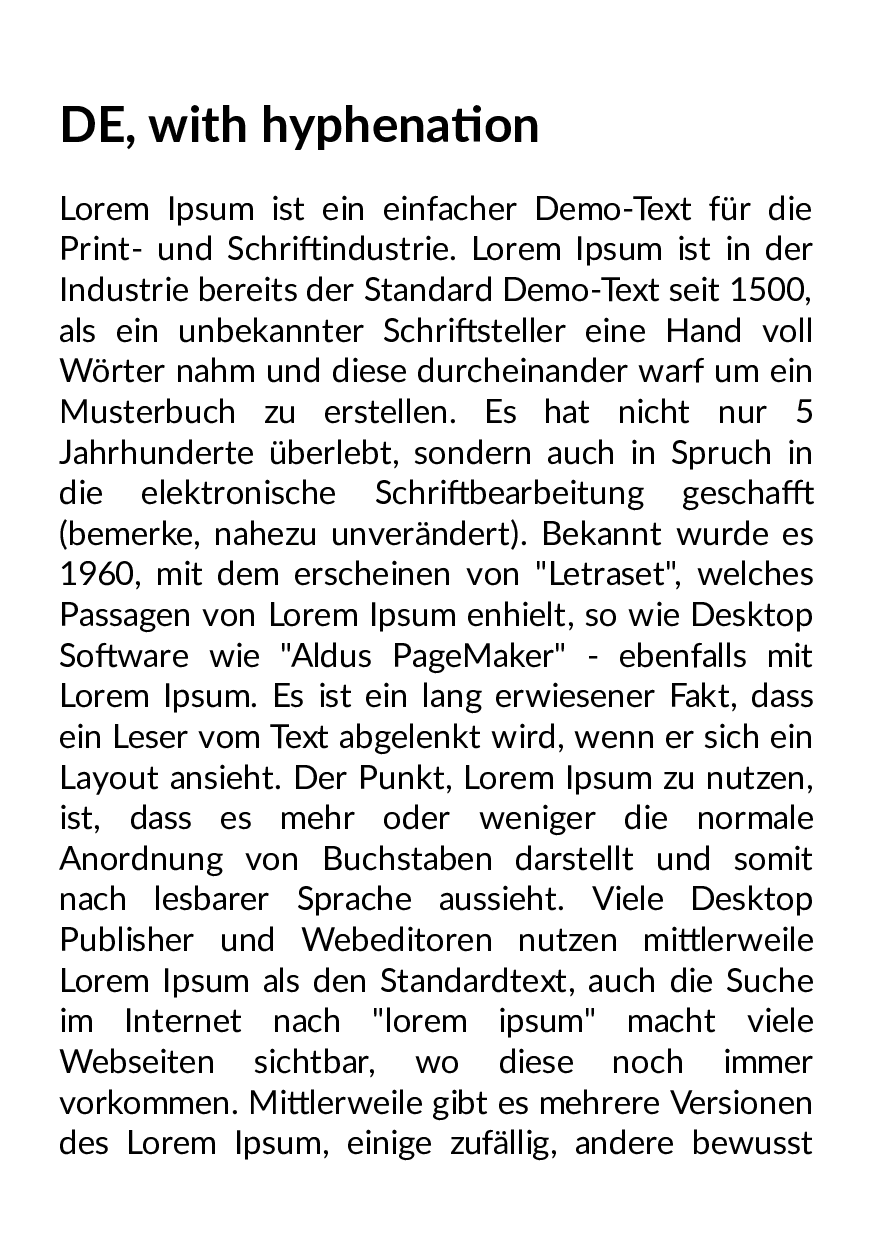 DE, with hyphenation
Lorem Ipsum ist ein einfacher Demo-Text für die
Print- und Schriftindustrie. Lorem Ipsum ist in der
Industrie bereits der Standard Demo-Text seit 1500,
als ein unbekannter Schriftsteller eine Hand voll
Wörter nahm und diese durcheinander warf um ein
Musterbuch zu erstellen. Es hat nicht nur 5
Jahrhunderte überlebt, sondern auch in Spruch in
die elektronische Schriftbearbeitung geschafft
(bemerke, nahezu unverändert). Bekannt wurde es
1960, mit dem erscheinen von "Letraset", welches
Passagen von Lorem Ipsum enhielt, so wie Desktop
Software wie "Aldus PageMaker" - ebenfalls mit
Lorem Ipsum. Es ist ein lang erwiesener Fakt, dass
ein Leser vom Text abgelenkt wird, wenn er sich ein
Layout ansieht. Der Punkt, Lorem Ipsum zu nutzen,
ist, dass es mehr oder weniger die normale
Anordnung von Buchstaben darstellt und somit
nach lesbarer Sprache aussieht. Viele Desktop
Publisher und Webeditoren nutzen mittlerweile
Lorem Ipsum als den Standardtext, auch die Suche
im Internet nach "lorem ipsum" macht viele
Webseiten sichtbar, wo diese noch immer
vorkommen. Mittlerweile gibt es mehrere Versionen
des Lorem Ipsum, einige zufällig, andere bewusst